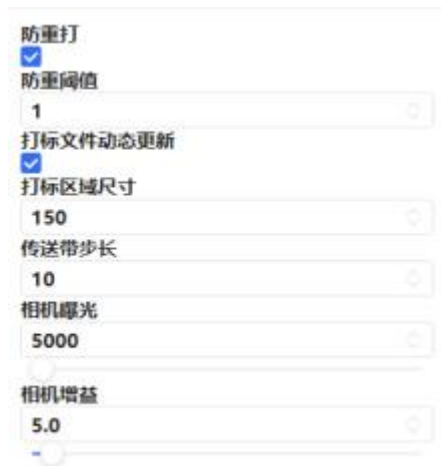 防重打
防重阈值
1
打标文件动态更新
打标区域尺寸
150
传送带步长
10
相机曝光
5000
相机增益
5.0